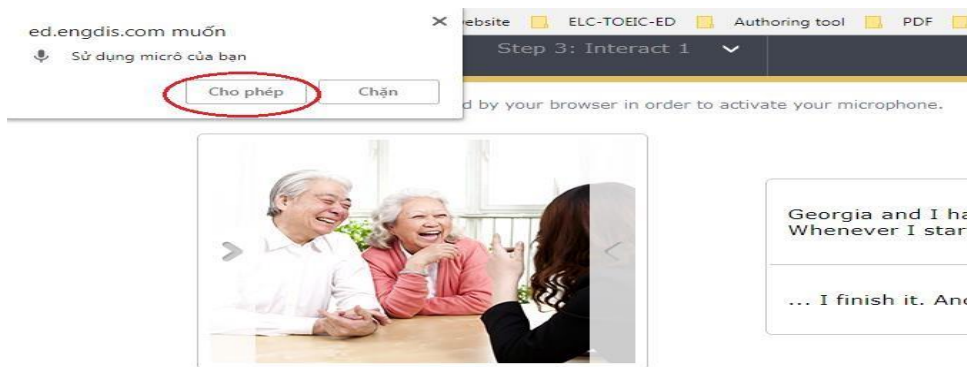 ed.engdis.com muốn
Sử dụng micrô của bạn
Cho phép
Chặn
ebsite
ELC-TOEIC-ED
Authoring tool
PDF
Step 3: Interact 1
d by your browser in order to activate your microphone.
Georgia and I ha
Whenever I star
... I finish it. And